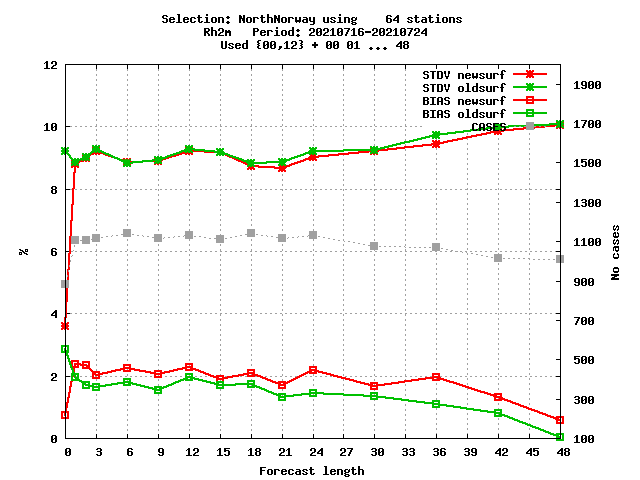 Selection: NorthNorway using    64 stations
Rh2m   Period: 20210716-20210724
Used {00,12} + 00 01 ... 48
STDV newsurf
STDV oldsurf
BIAS newsurf
BIAS oldsurf
CASES
12
10
8
6
4
2
0
%
1900
1700
1500
1300
1100
900
700
500
300
100
No cases
0 3 6 9 12 15 18 21 24 27 30 33 36 39 42 45 48
Forecast length